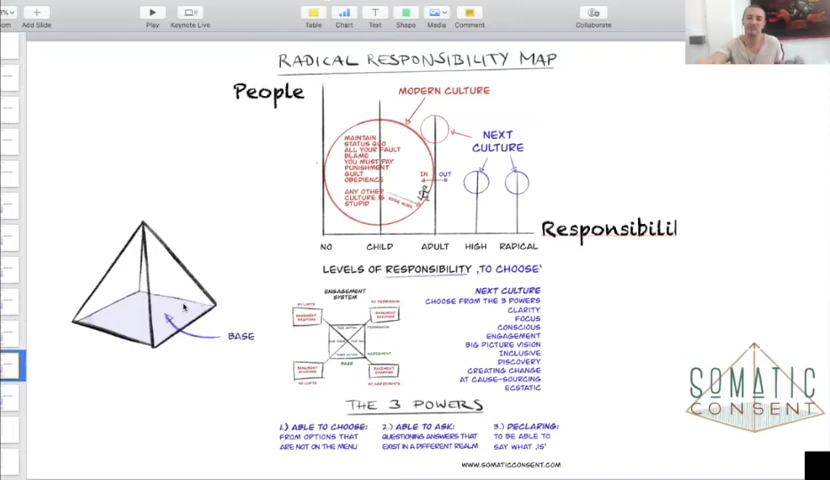 Add Slide
Play
Keynote Live
Table
Chart
Text
Shape
Media
Comment
Collaborate
RADICAL RESPONSIBILITY MAP
People
MODERN CULTURE
MAINTAIN
STATUS QUO
ALL YOUR FAULT
BLAME
YOU MUST PAY
PUNISHMENT
GUILT
OBEDIENCE
ANY OTHER
CULTURE IS
STUPID
IN
OUT
NEXT
CULTURE
Responsibili
NO
CHILD
ADULT
HIGH
RADICAL
LEVELS OF RESPONSIBILITY 'TO CHOOSE'
ENGAGEMENT
SYSTEM
BASE
NEXT CULTURE
CHOOSE FROM THE 3 POWERS
CLARITY
FOCUS
CONSCIOUS
ENGAGEMENT
BIG PICTURE VISION
INCLUSIVE
DISCOVERY
CREATING CHANGE
AT CAUSE-SORCING
ECSTATIC
BASE
THE 3 POWERS
1.) ABLE TO CHOOSE:
FROM OPTIONS THAT
ARE NOT ON THE MENU
2.) ABLE TO ASK:
QUESTIONING ANSWERS THAT
EXIST IN A DIFFERENT REALM
3.) DECLARING:
TO BE ABLE TO
SAY WHAT 'IS'
WWW.SOMATICCONSENT.COM
SOMATIC
CONSENT